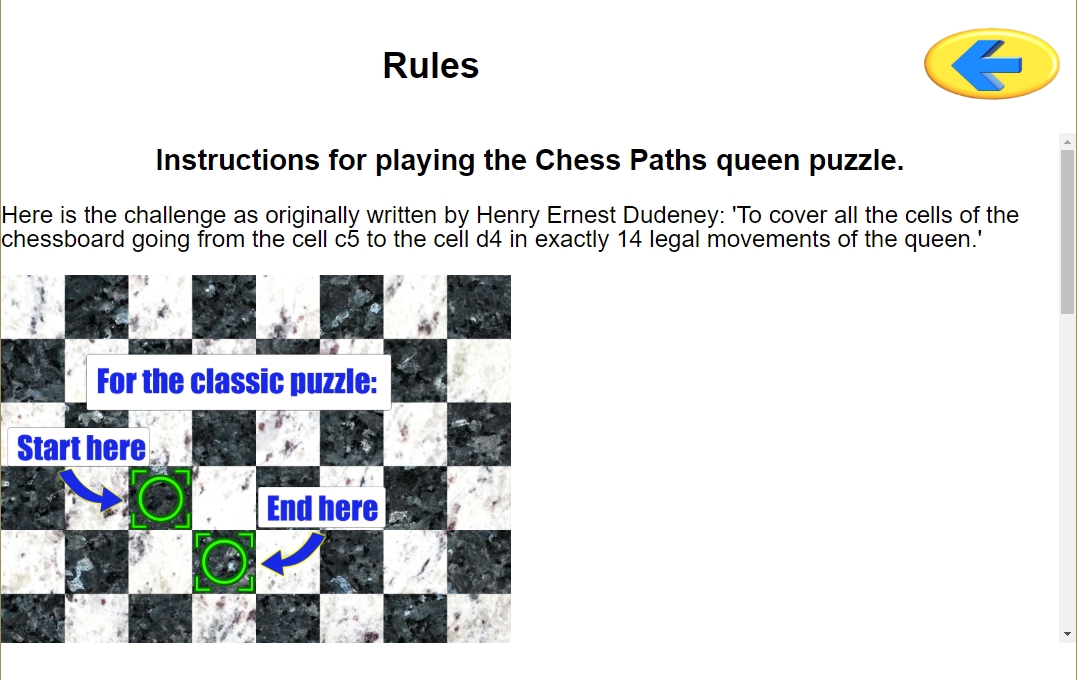 Rules
Instructions for playing the Chess Paths queen puzzle.
Here is the challenge as originally written by Henry Ernest Dudeney: 'To cover all the cells of the
chessboard going from the cell c5 to the cell d4 in exactly 14 legal movements of the queen.'
For the classic puzzle:
Start here
End here